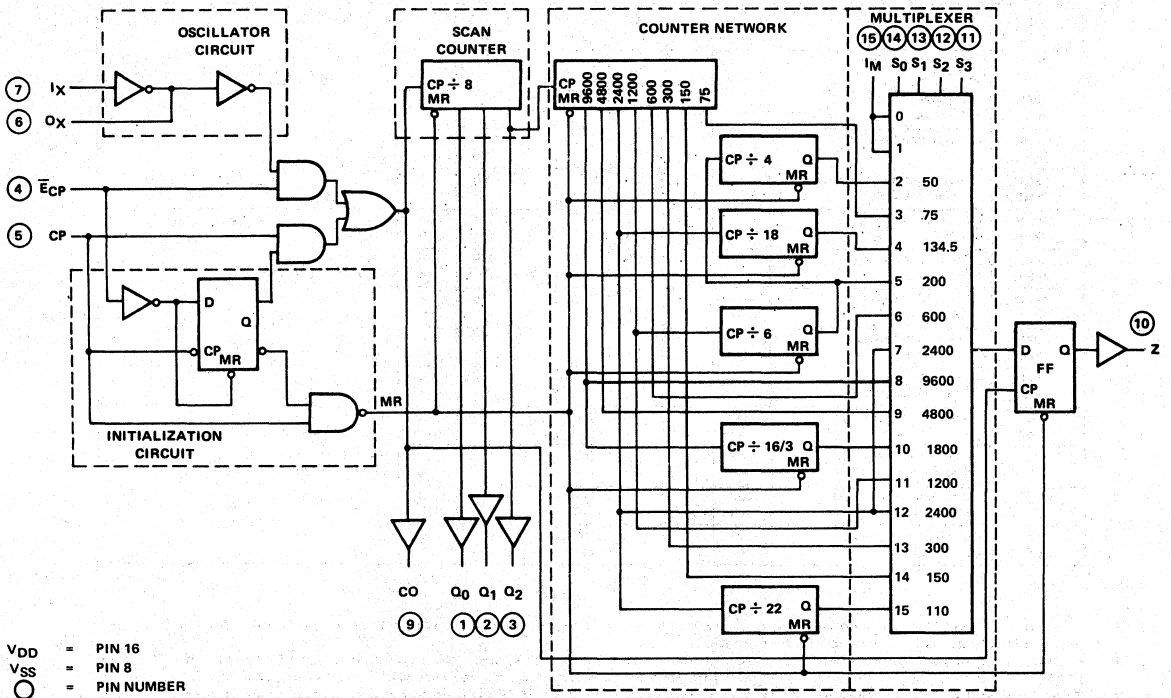 OSCILLATOR
CIRCUIT
SCAN
COUNTER
COUNTER NETWORK
MULTIPLEXER
15 14 13 12 11
IM S0 S1 S2 S3
7 IX
6 OX
4 ECP
5 CP
CP ÷ 8
MR
CP
MR
9600
4800
2400
1200
600
300
150
75
CP ÷ 4 Q
MR
CP ÷ 18 Q
MR
CP ÷ 6 Q
MR
CP ÷ 16/3 Q
MR
CP ÷ 22 Q
MR
0
1
2 50
3 75
4 134.5
5 200
6 600
7 2400
8 9600
9 4800
10 1800
11 1200
12 2400
13 300
14 150
15 110
D Q
FF
CP
MR
10
Z
D
Q
CP
MR
MR
INITIALIZATION
CIRCUIT
CO Q0 Q1 Q2
9 1 2 3
VDD = PIN 16
VSS = PIN 8
= PIN NUMBER